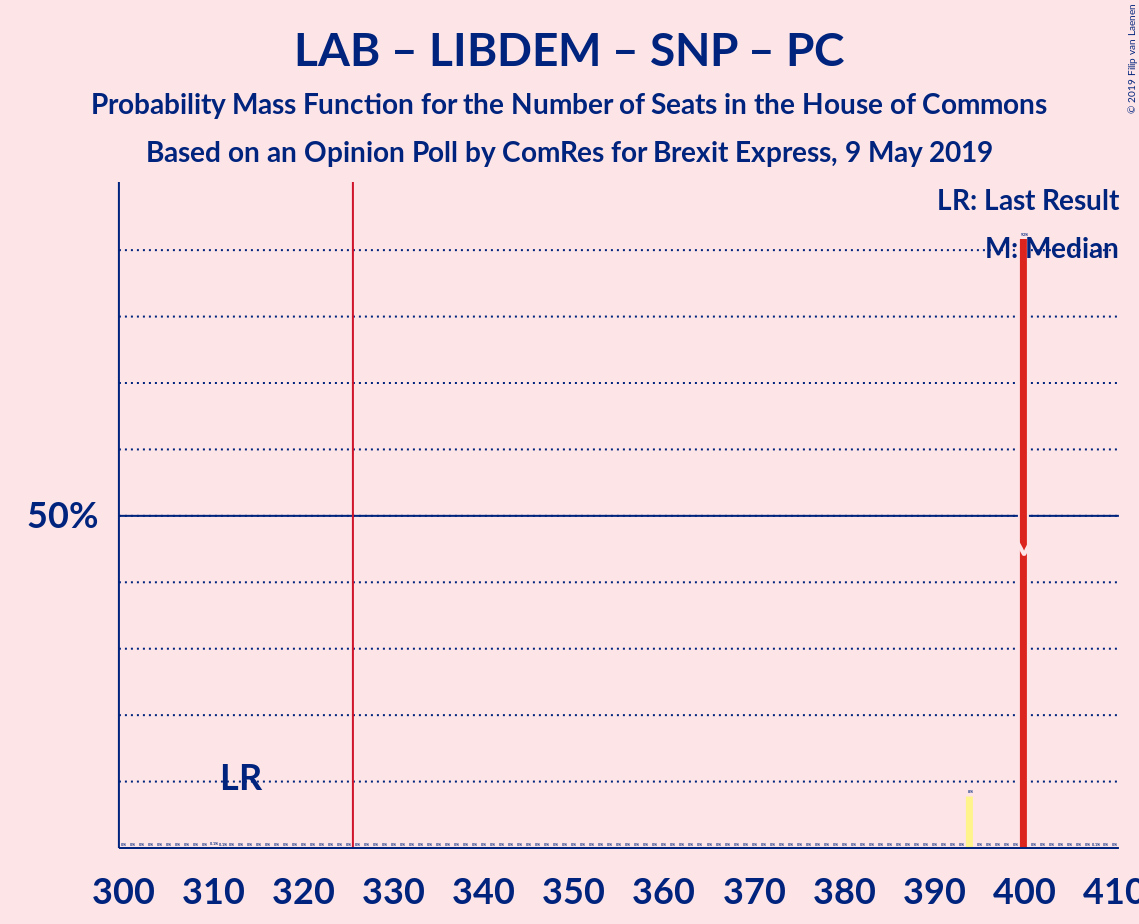 LAB – LIBDEM – SNP – PC
Probability Mass Function for the Number of Seats in the House of Commons
Based on an Opinion Poll by ComRes for Brexit Express, 9 May 2019
© 2019 Filip van Laenen
LR: Last Result
M: Median
50%
M
LR
300 310 320 330 340 350 360 370 380 390 400 410